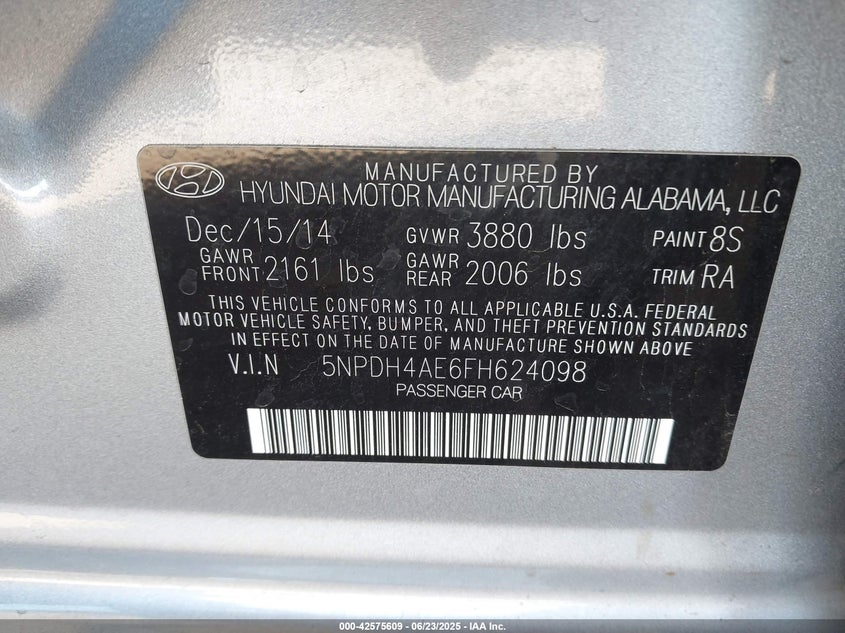 MANUFACTURED BY
HYUNDAI MOTOR MANUFACTURING ALABAMA, LLC
Dec/15/14 GVWR 3880 lbs PAINT 8S
GAWR FRONT 2161 lbs GAWR REAR 2006 lbs TRIM RA
THIS VEHICLE CONFORMS TO ALL APPLICABLE U.S.A. FEDERAL
MOTOR VEHICLE SAFETY, BUMPER, AND THEFT PREVENTION STANDARDS
IN EFFECT ON THE DATE OF MANUFACTURE SHOWN ABOVE
V.I.N 5NPDH4AE6FH624098
PASSENGER CAR
000-42575609 - 06/23/2025 - IAA Inc.